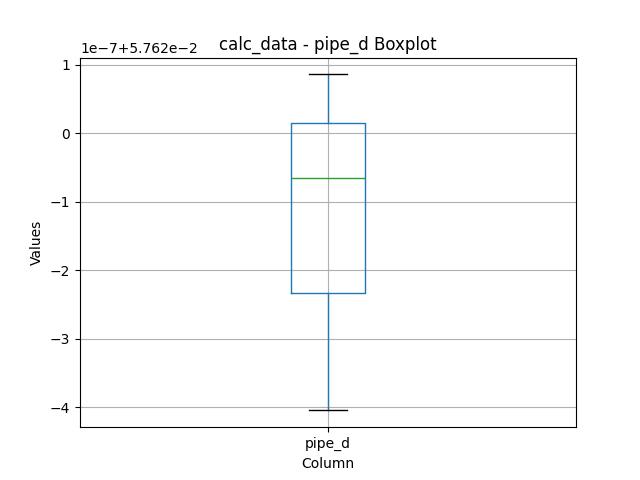 calc_data - pipe_d Boxplot
1e−7+5.762e−2
1
0
−1
−2
−3
−4
Values
pipe_d
Column